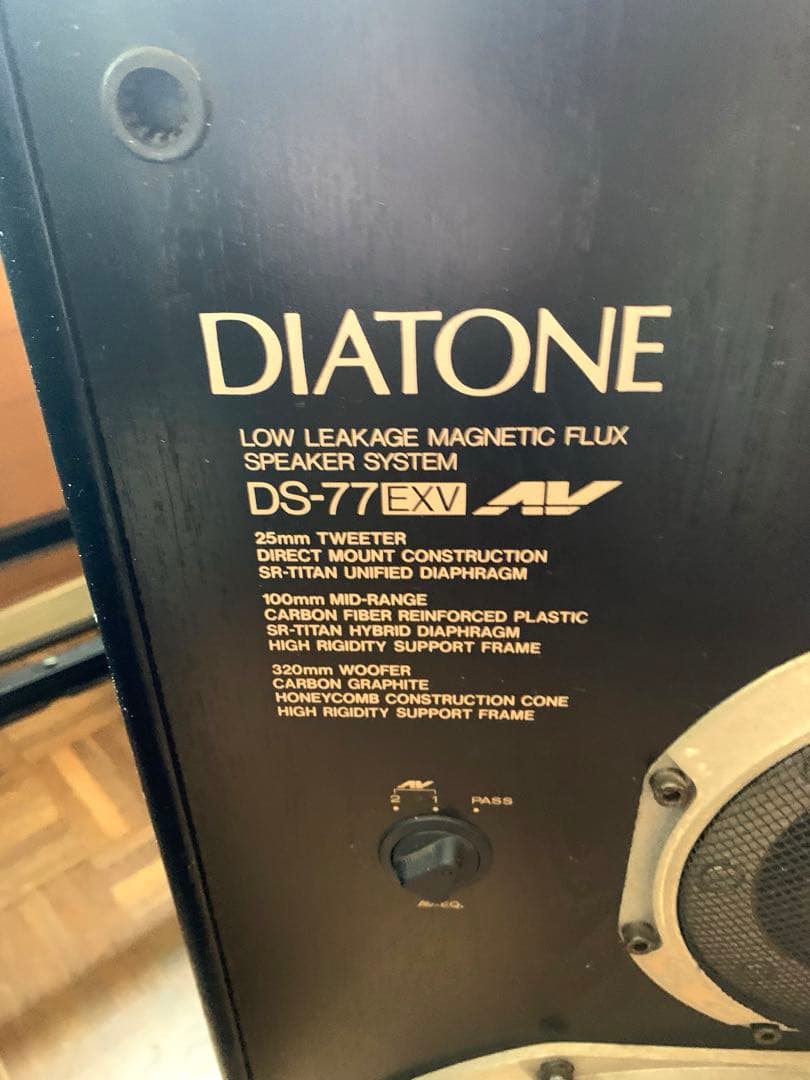 DIATONE
LOW LEAKAGE MAGNETIC FLUX
SPEAKER SYSTEM
DS-77EXV AV
25mm TWEETER
DIRECT MOUNT CONSTRUCTION
SR-TITAN UNIFIED DIAPHRAGM
100mm MID-RANGE
CARBON FIBER REINFORCED PLASTIC
SR-TITAN HYBRID DIAPHRAGM
HIGH RIGIDITY SUPPORT FRAME
320mm WOOFER
CARBON GRAPHITE
HONEYCOMB CONSTRUCTION CONE
HIGH RIGIDITY SUPPORT FRAME
AV
2 1 PASS
AV-EQ.